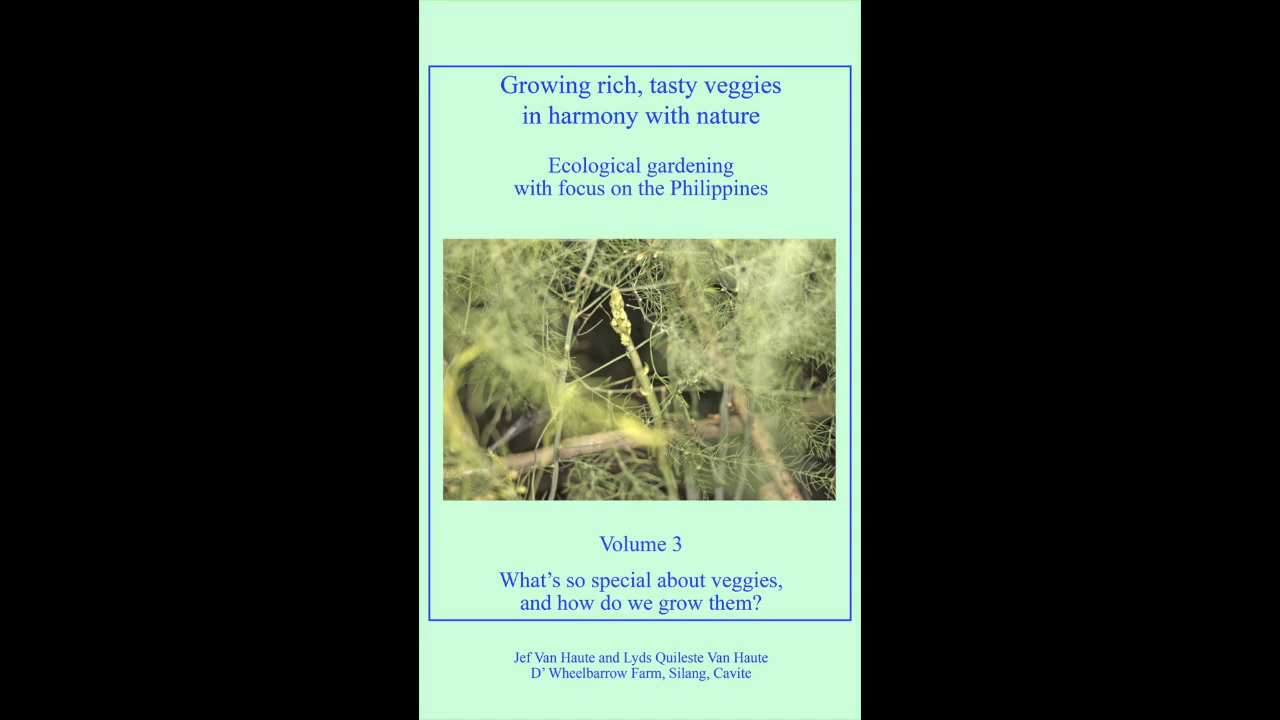 Growing rich, tasty veggies
in harmony with nature
Ecological gardening
with focus on the Philippines
Volume 3
What’s so special about veggies,
and how do we grow them?
Jef Van Haute and Lyds Quileste Van Haute
D’ Wheelbarrow Farm, Silang, Cavite